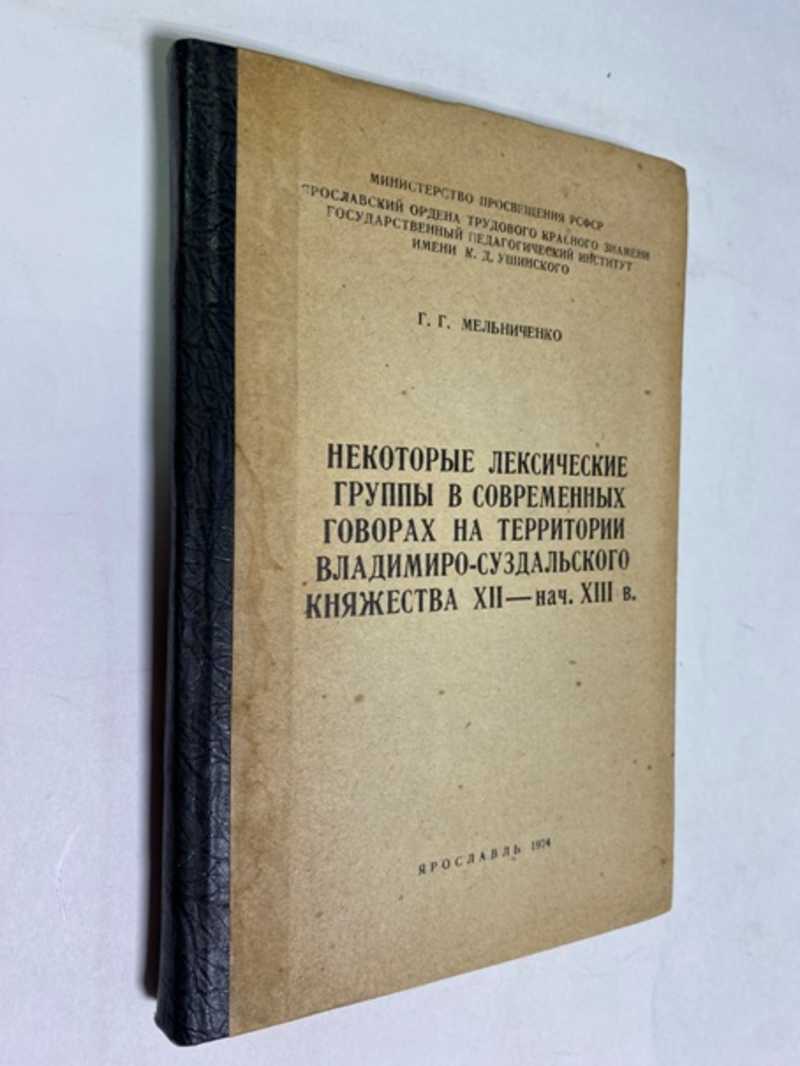 МИНИСТЕРСТВО ПРОСВЕЩЕНИЯ РСФСР
ЯРОСЛАВСКИЙ ОРДЕНА ТРУДОВОГО КРАСНОГО ЗНАМЕНИ
ГОСУДАРСТВЕННЫЙ ПЕДАГОГИЧЕСКИЙ ИНСТИТУТ
ИМЕНИ К. Д. УШИНСКОГО
Г. Г. МЕЛЬНИЧЕНКО
НЕКОТОРЫЕ ЛЕКСИЧЕСКИЕ
ГРУППЫ В СОВРЕМЕННЫХ
ГОВОРАХ НА ТЕРРИТОРИИ
ВЛАДИМИРО-СУЗДАЛЬСКОГО
КНЯЖЕСТВА XII — нач. XIII в.
ЯРОСЛАВЛЬ 1974